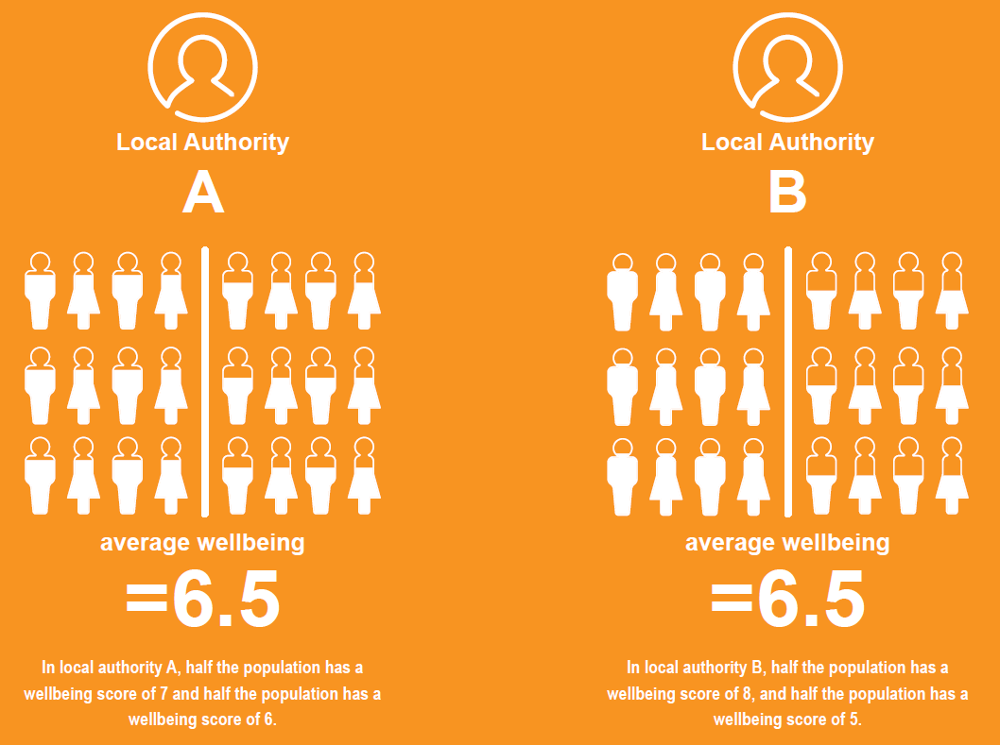 Local Authority
A
average wellbeing
=6.5
In local authority A, half the population has a
wellbeing score of 7 and half the population has a
wellbeing score of 6.
Local Authority
B
average wellbeing
=6.5
In local authority B, half the population has a
wellbeing score of 8, and half the population has a
wellbeing score of 5.